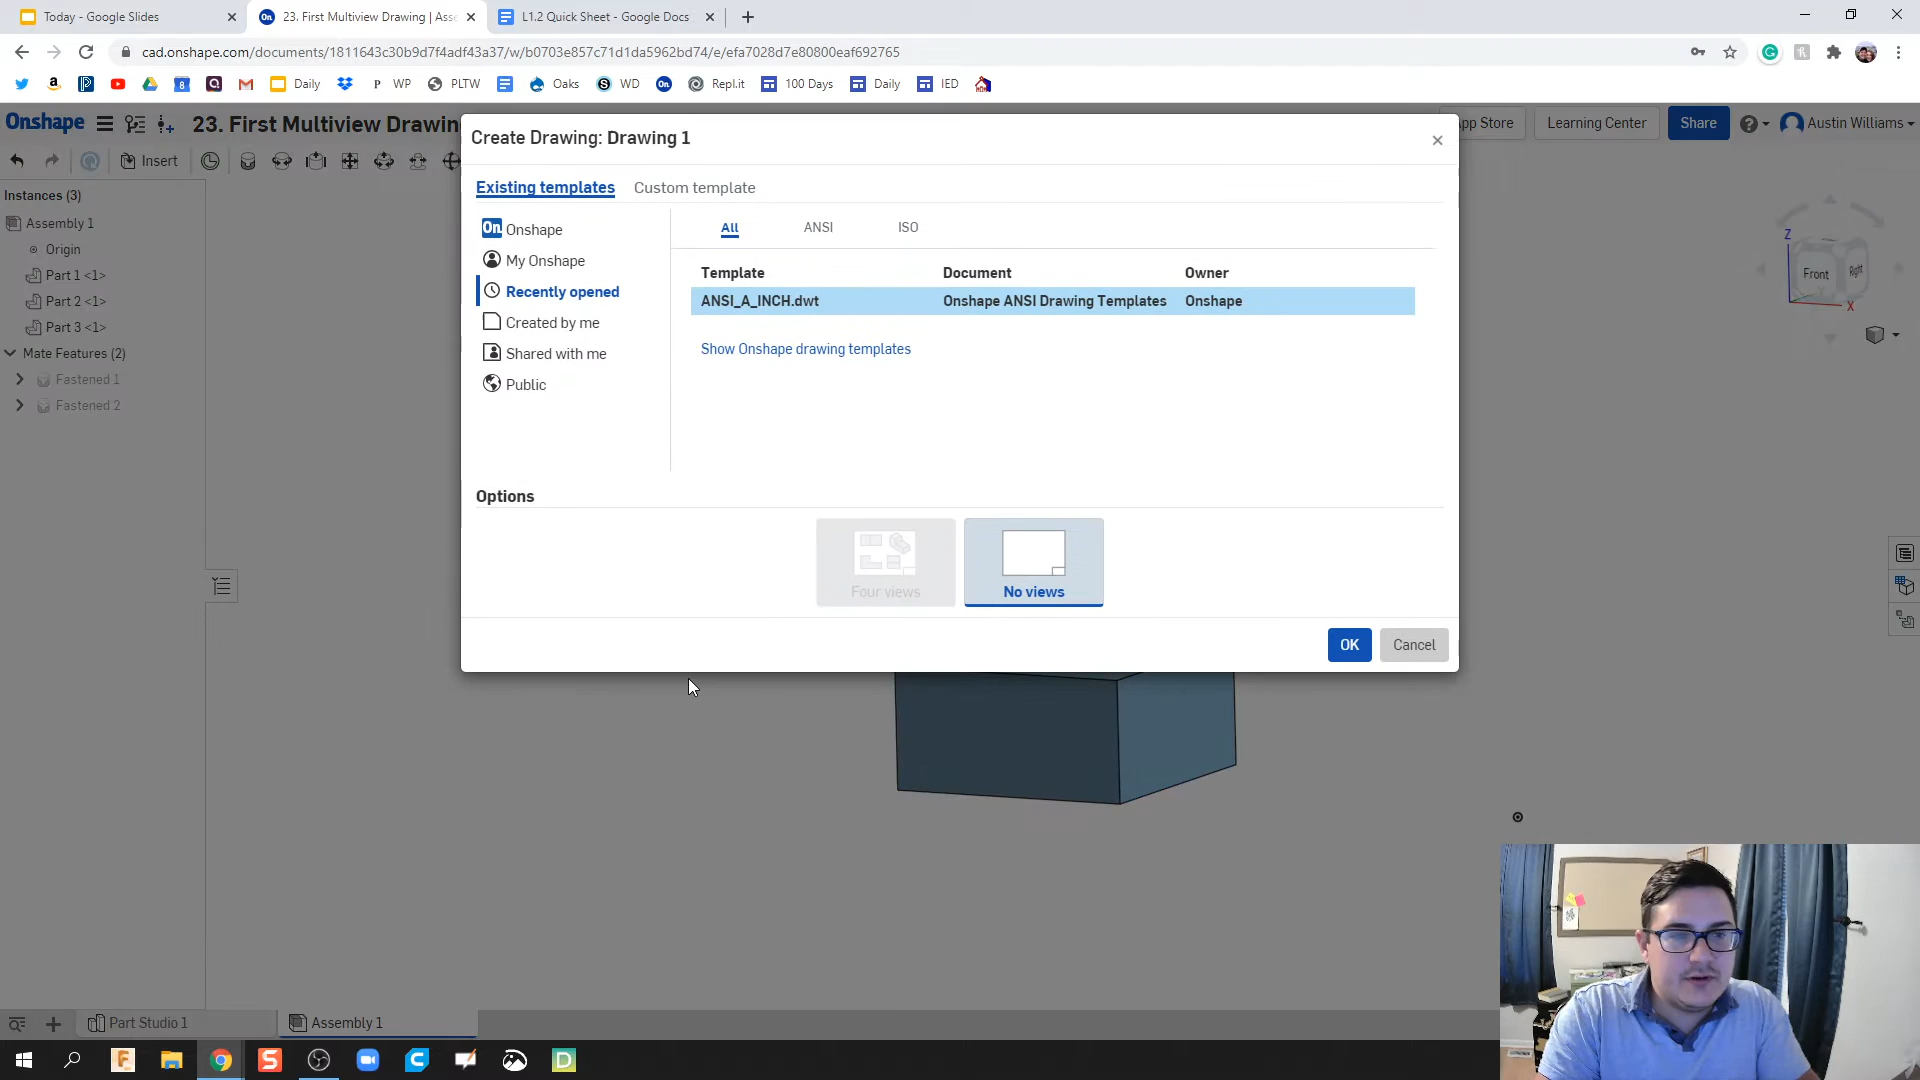 Today - Google Slides
23. First Multiview Drawing | Asse
L1.2 Quick Sheet - Google Docs
cad.onshape.com/documents/1811643c30b9d7f4adf43a37/w/b0703e857c71d1da5962bd74/e/efa7028d7e80800eaf692765
Daily
WP
PLTW
Oaks
WD
Repl.it
100 Days
Daily
IED
Onshape
23. First Multiview Drawin
App Store
Learning Center
Share
Austin Williams
Insert
Instances (3)
Assembly 1
Origin
Part 1 <1>
Part 2 <1>
Part 3 <1>
Mate Features (2)
Fastened 1
Fastened 2
Create Drawing: Drawing 1
Existing templates
Custom template
On Onshape
My Onshape
Recently opened
Created by me
Shared with me
Public
All
ANSI
ISO
Template Document Owner
ANSI_A_INCH.dwt Onshape ANSI Drawing Templates Onshape
Show Onshape drawing templates
Options
Four views
No views
OK
Cancel
Z
Front
Right
X
Part Studio 1
Assembly 1